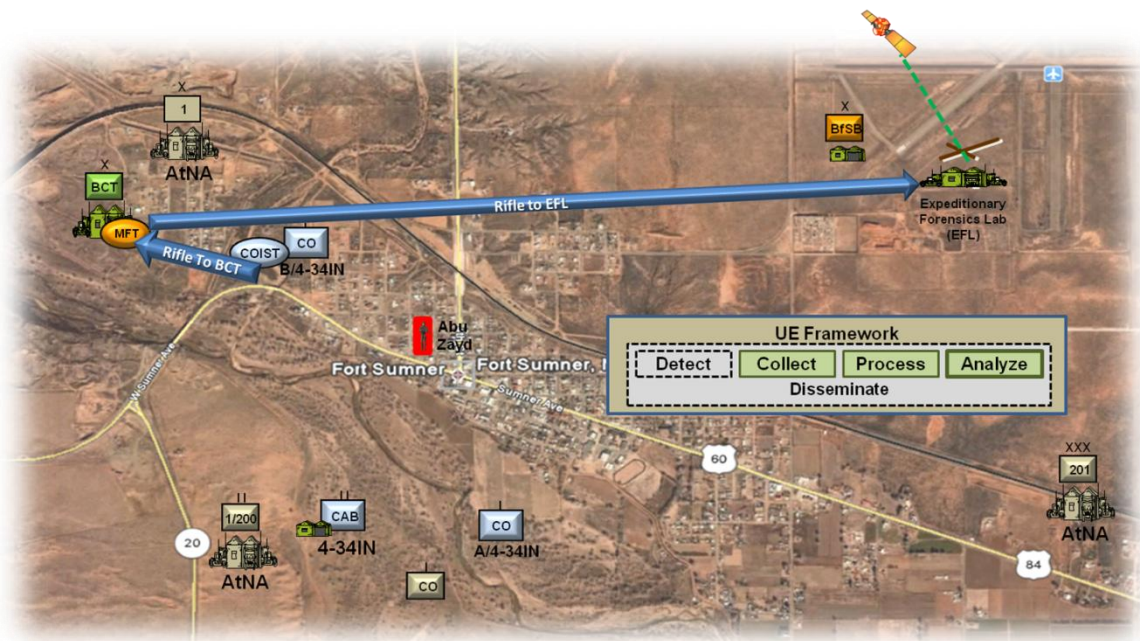 X
1
AtNA
X
BCT
MFT
Rifle To BCT
COIST
CO
B/4-34IN
Rifle to EFL
X
BfSB
Expeditionary
Forensics Lab
(EFL)
Abu
Zayd
Fort Sumner
Fort Sumner,
W Sumner Ave
Sumner Ave
UE Framework
Detect
Collect
Process
Analyze
Disseminate
60
XXX
201
AtNA
84
20
II
1/200
AtNA
II
CAB
4-34IN
I
CO
A/4-34IN
I
CO